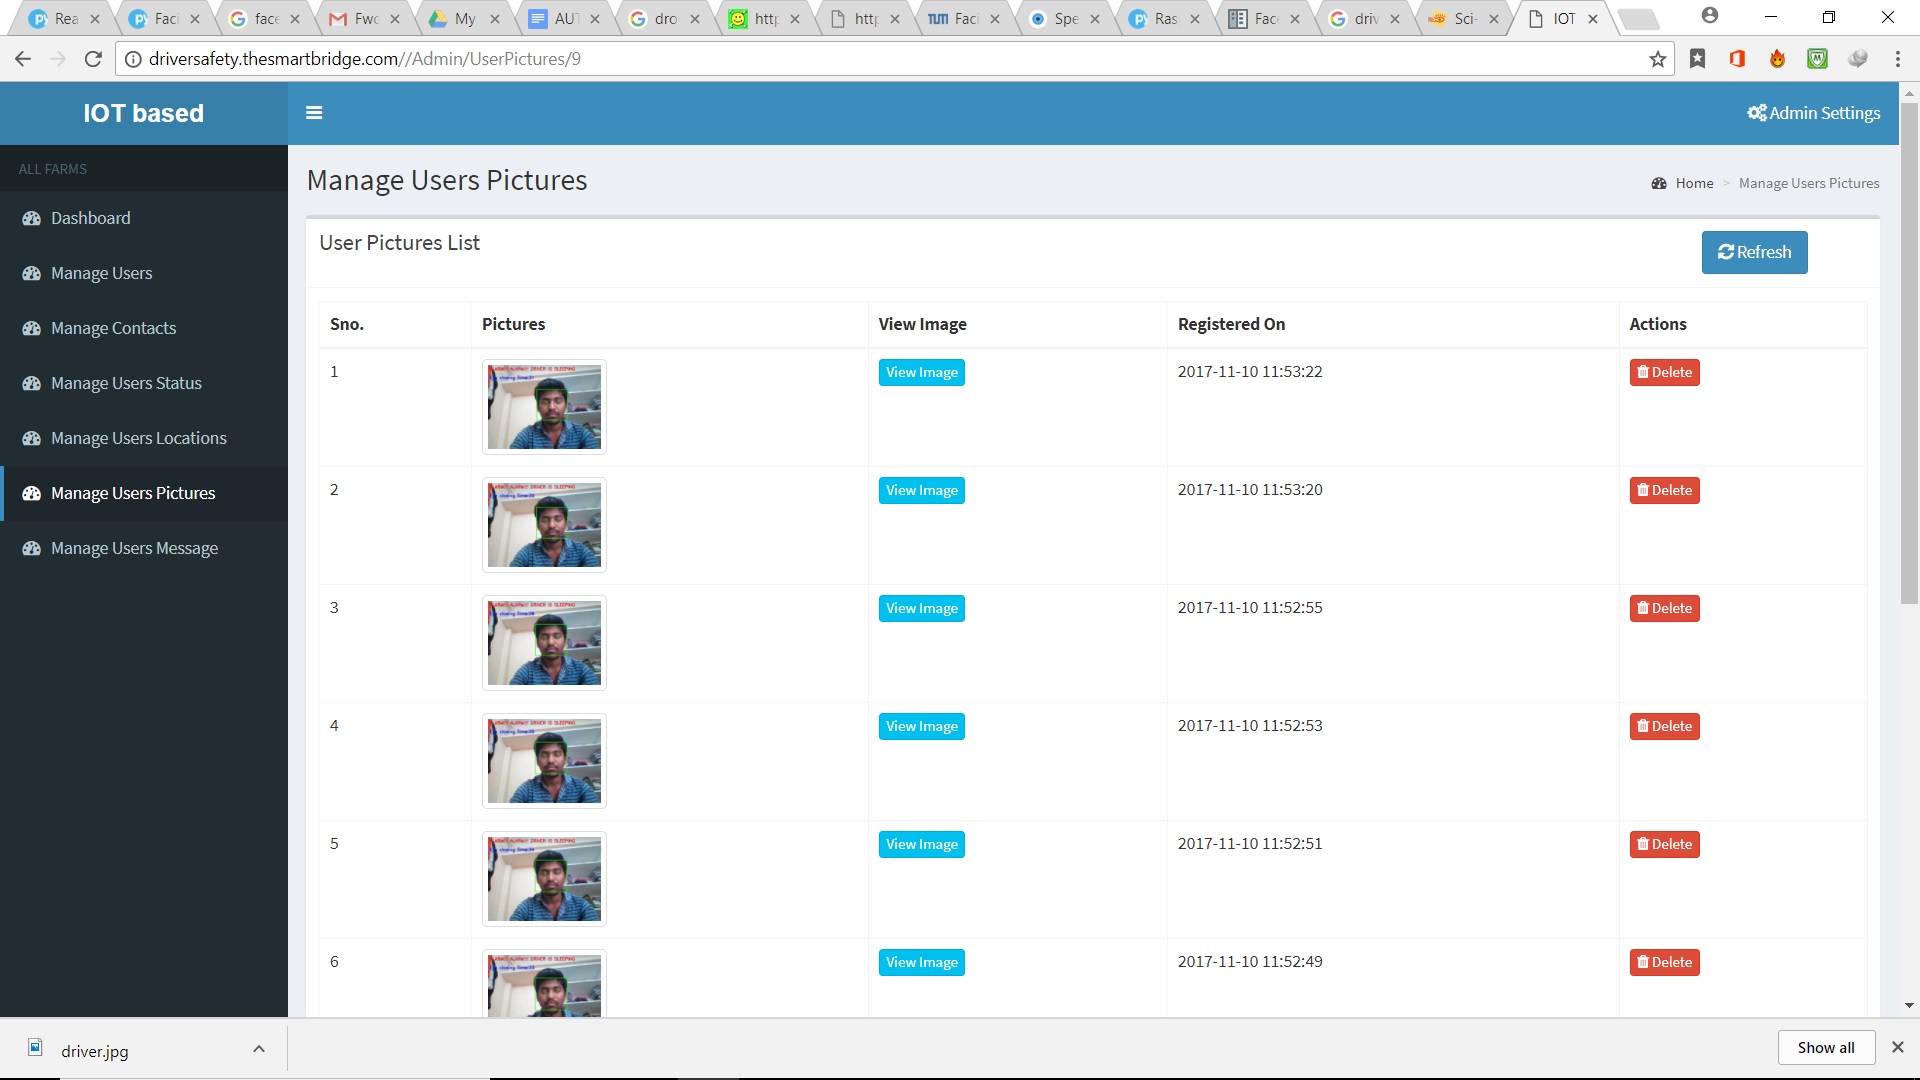 Rea
Faci
face
Fwc
My
AUT
dro
http
http
TUM Faci
Spe
Ras
Face
driv
Sci-
IOT
driversafety.thesmartbridge.com//Admin/UserPictures/9
IOT based
Admin Settings
ALL FARMS
Manage Users Pictures
Home > Manage Users Pictures
Dashboard
Manage Users
Manage Contacts
Manage Users Status
Manage Users Locations
Manage Users Pictures
Manage Users Message
User Pictures List
Refresh
Sno. Pictures View Image Registered On Actions
1 View Image 2017-11-10 11:53:22 Delete
2 View Image 2017-11-10 11:53:20 Delete
3 View Image 2017-11-10 11:52:55 Delete
4 View Image 2017-11-10 11:52:53 Delete
5 View Image 2017-11-10 11:52:51 Delete
6 View Image 2017-11-10 11:52:49 Delete
driver.jpg
Show all